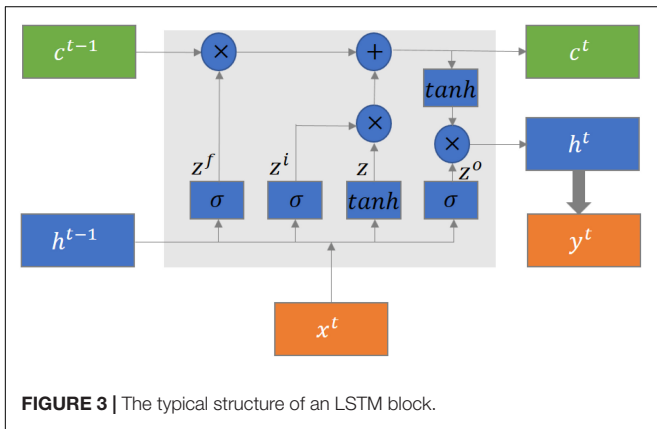 c^{t-1} × + c^t
tanh
×
×
h^t
z^f z^i z z^o
σ σ tanh σ
h^{t-1}
y^t
x^t
FIGURE 3 | The typical structure of an LSTM block.